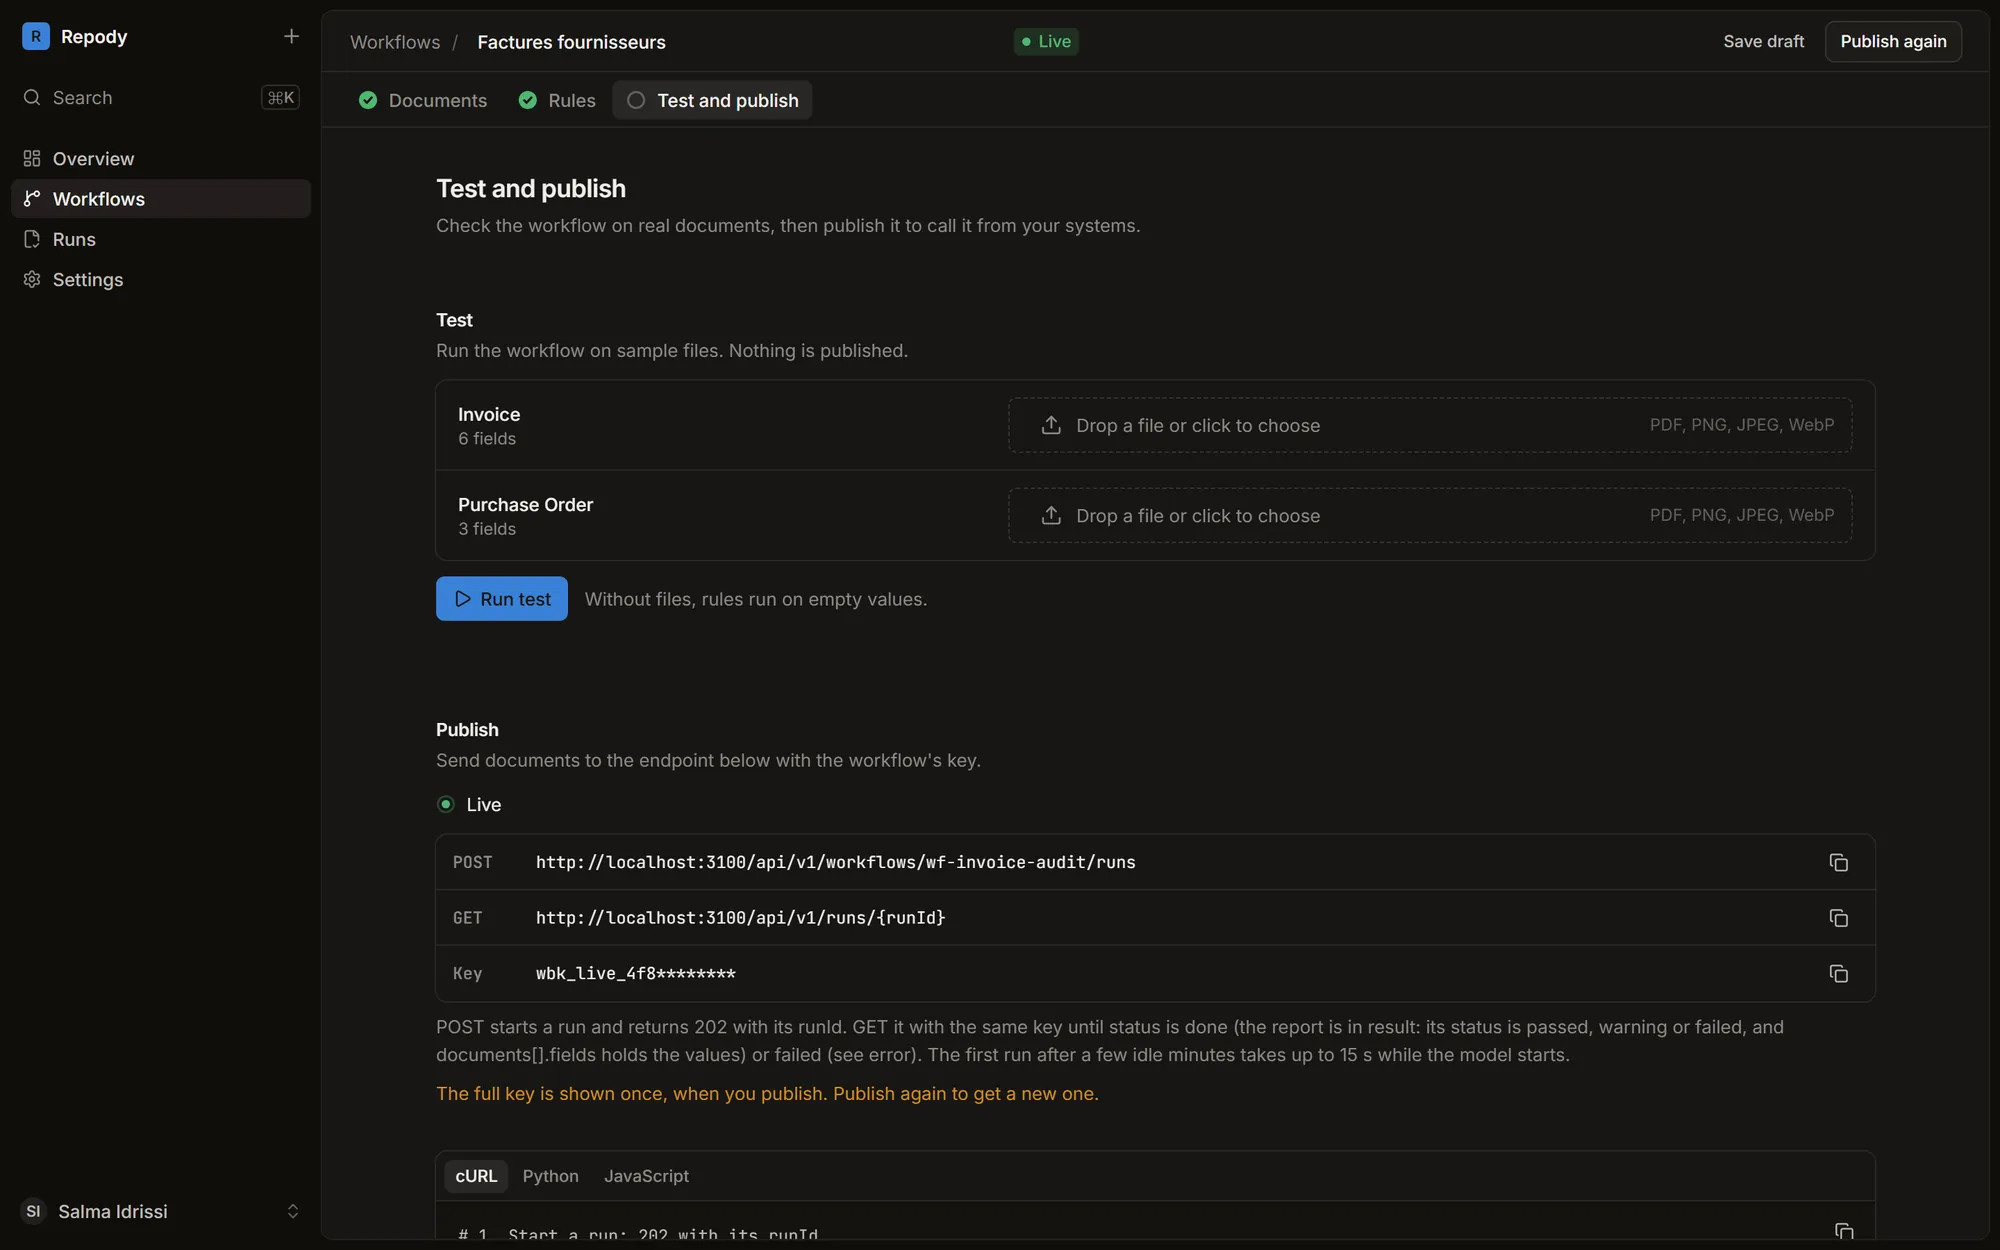 R Repody
Search ⌘K
Overview
Workflows
Runs
Settings
SI Salma Idrissi
Workflows / Factures fournisseurs
Live
Save draft
Publish again
Documents
Rules
Test and publish
Test and publish
Check the workflow on real documents, then publish it to call it from your systems.
Test
Run the workflow on sample files. Nothing is published.
Invoice
6 fields
Drop a file or click to choose PDF, PNG, JPEG, WebP
Purchase Order
3 fields
Drop a file or click to choose PDF, PNG, JPEG, WebP
Run test Without files, rules run on empty values.
Publish
Send documents to the endpoint below with the workflow's key.
Live
POST http://localhost:3100/api/v1/workflows/wf-invoice-audit/runs
GET http://localhost:3100/api/v1/runs/{runId}
Key wbk_live_4f8********
POST starts a run and returns 202 with its runId. GET it with the same key until status is done (the report is in result: its status is passed, warning or failed, and
documents[].fields holds the values) or failed (see error). The first run after a few idle minutes takes up to 15 s while the model starts.
The full key is shown once, when you publish. Publish again to get a new one.
cURL Python JavaScript
# 1. Start a run: 202 with its runId